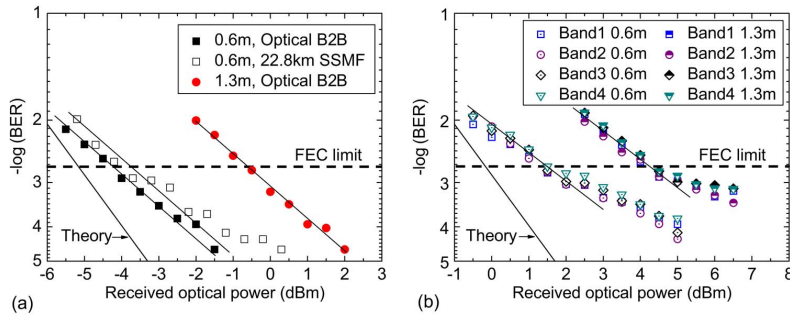 1
2
3
4
5
-log (BER)
0.6m, Optical B2B
0.6m, 22.8km SSMF
1.3m, Optical B2B
FEC limit
Theory
-6 -5 -4 -3 -2 -1 0 1 2 3
Received optical power (dBm)
(a)
1
2
3
4
5
-log (BER)
Band1 0.6m Band1 1.3m
Band2 0.6m Band2 1.3m
Band3 0.6m Band3 1.3m
Band4 0.6m Band4 1.3m
FEC limit
Theory
-1 0 1 2 3 4 5 6 7 8
Received optical power (dBm)
(b)